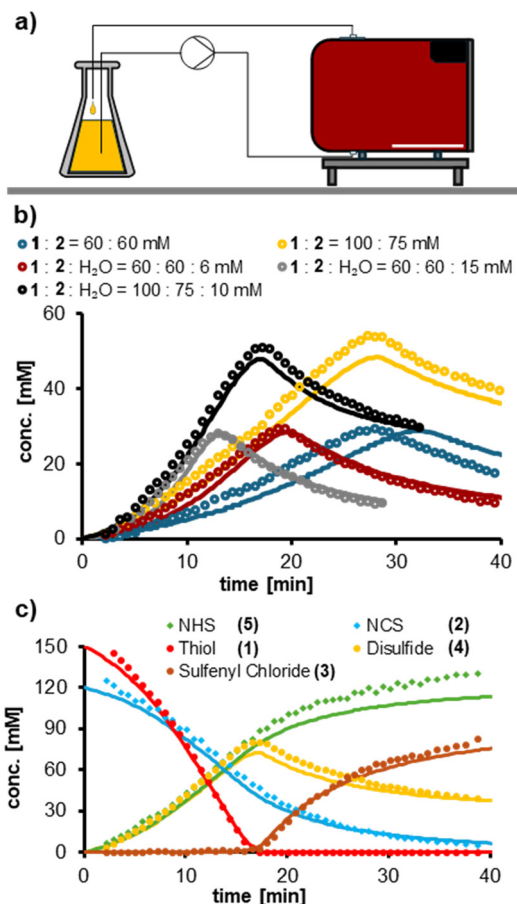 a)
b)
1 : 2 = 60 : 60 mM
1 : 2 = 100 : 75 mM
1 : 2 : H₂O = 60 : 60 : 6 mM
1 : 2 : H₂O = 60 : 60 : 15 mM
1 : 2 : H₂O = 100 : 75 : 10 mM
60
40
20
0
conc. [mM]
0 10 20 30 40
time [min]
c)
NHS (5)
NCS (2)
Thiol (1)
Disulfide (4)
Sulfenyl Chloride (3)
150
120
90
60
30
0
conc. [mM]
0 10 20 30 40
time [min]